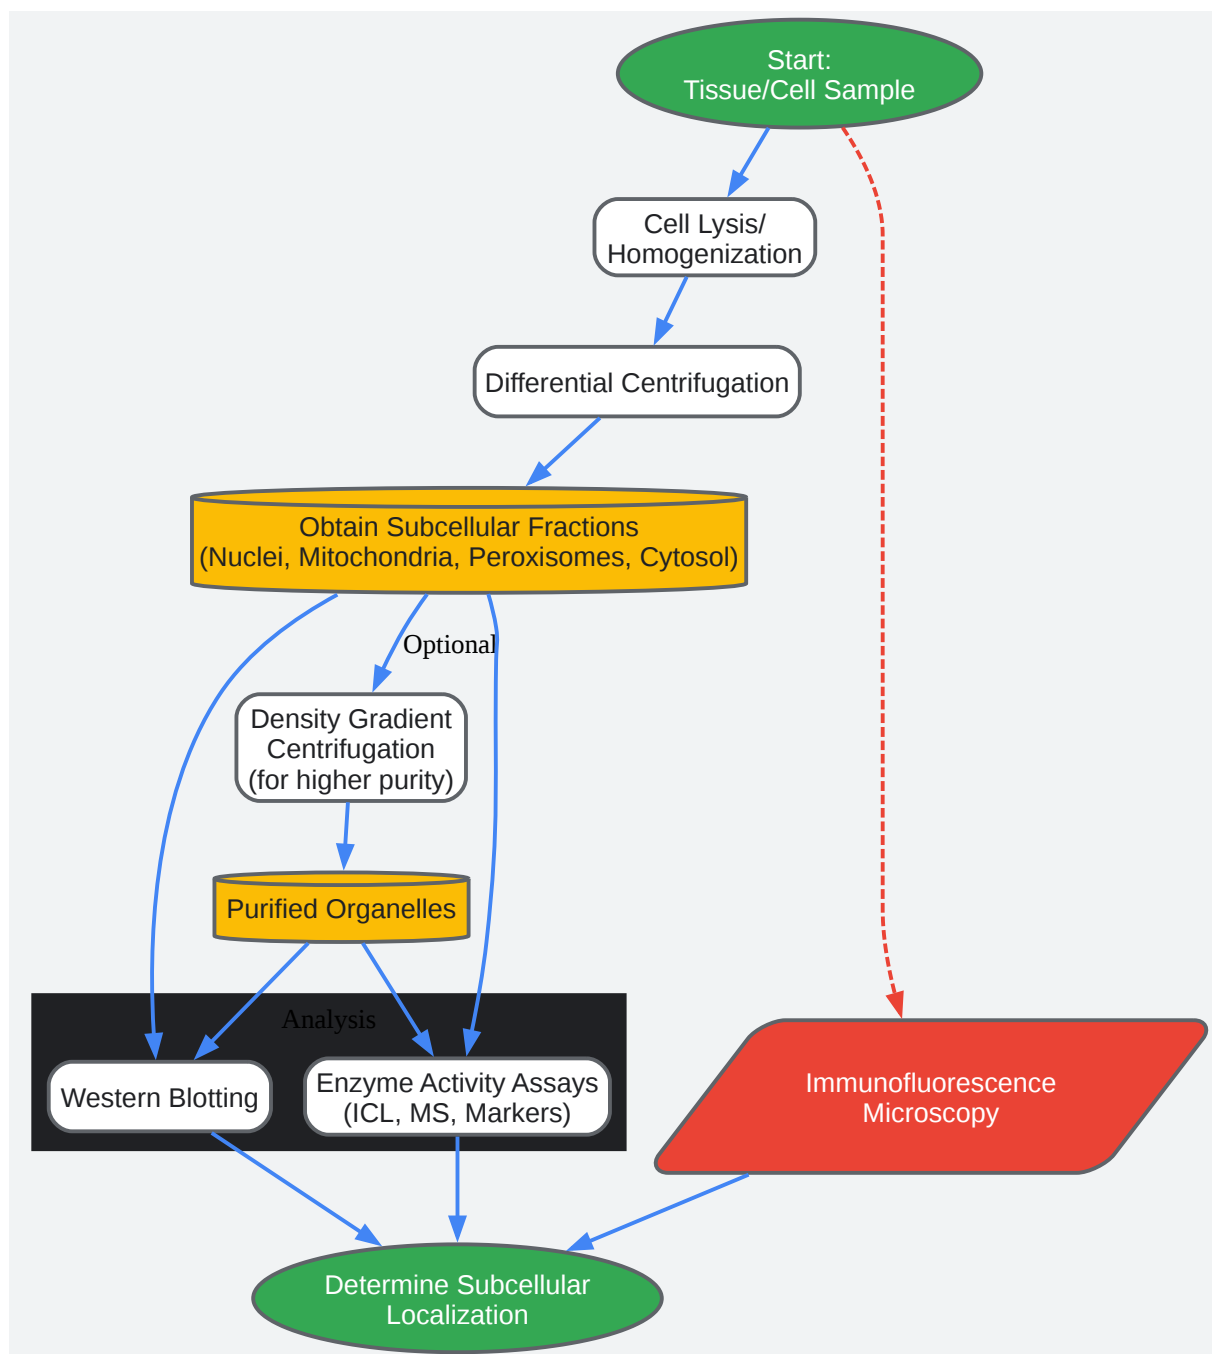 Start:
Tissue/Cell Sample
Cell Lysis/
Homogenization
Differential Centrifugation
Obtain Subcellular Fractions
(Nuclei, Mitochondria, Peroxisomes, Cytosol)
Optional
Density Gradient
Centrifugation
(for higher purity)
Purified Organelles
Analysis
Western Blotting
Enzyme Activity Assays
(ICL, MS, Markers)
Immunofluorescence
Microscopy
Determine Subcellular
Localization